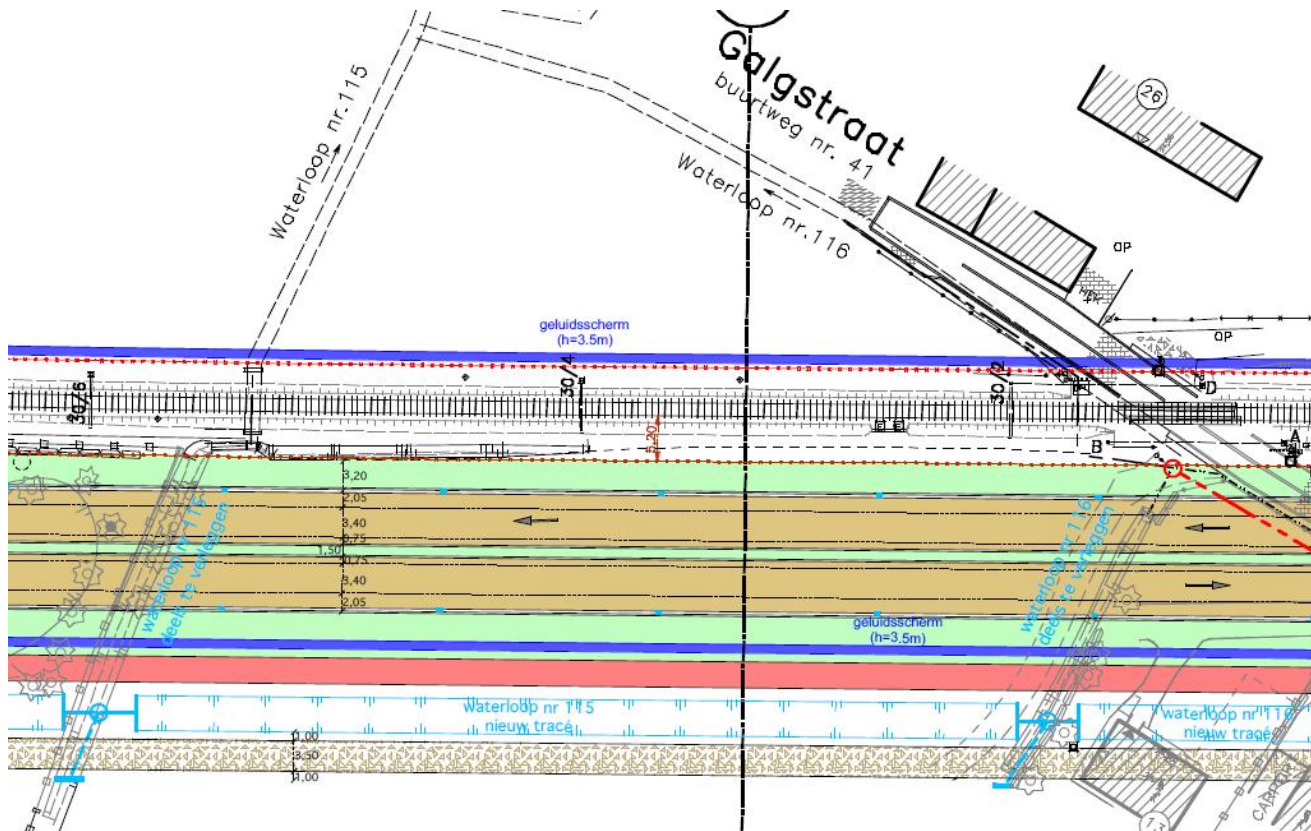 Waterloop nr.115
Galgstraat
buurtweg nr. 41
Waterloop nr.116
26
OP
HEK
OP
geluidsscherm
(h=3.5m)
30/6
30/4
30/2
D
5,20
B
A
3,20
2,05
3,40
0,75
1,50
0,75
3,40
2,05
waterloop nr 115
deels te verleggen
waterloop nr 116
deels te verleggen
geluidsscherm
(h=3.5m)
waterloop nr 115
nieuw tracé
waterloop nr 116
nieuw tracé
1,00
3,50
1,00
CARPORT